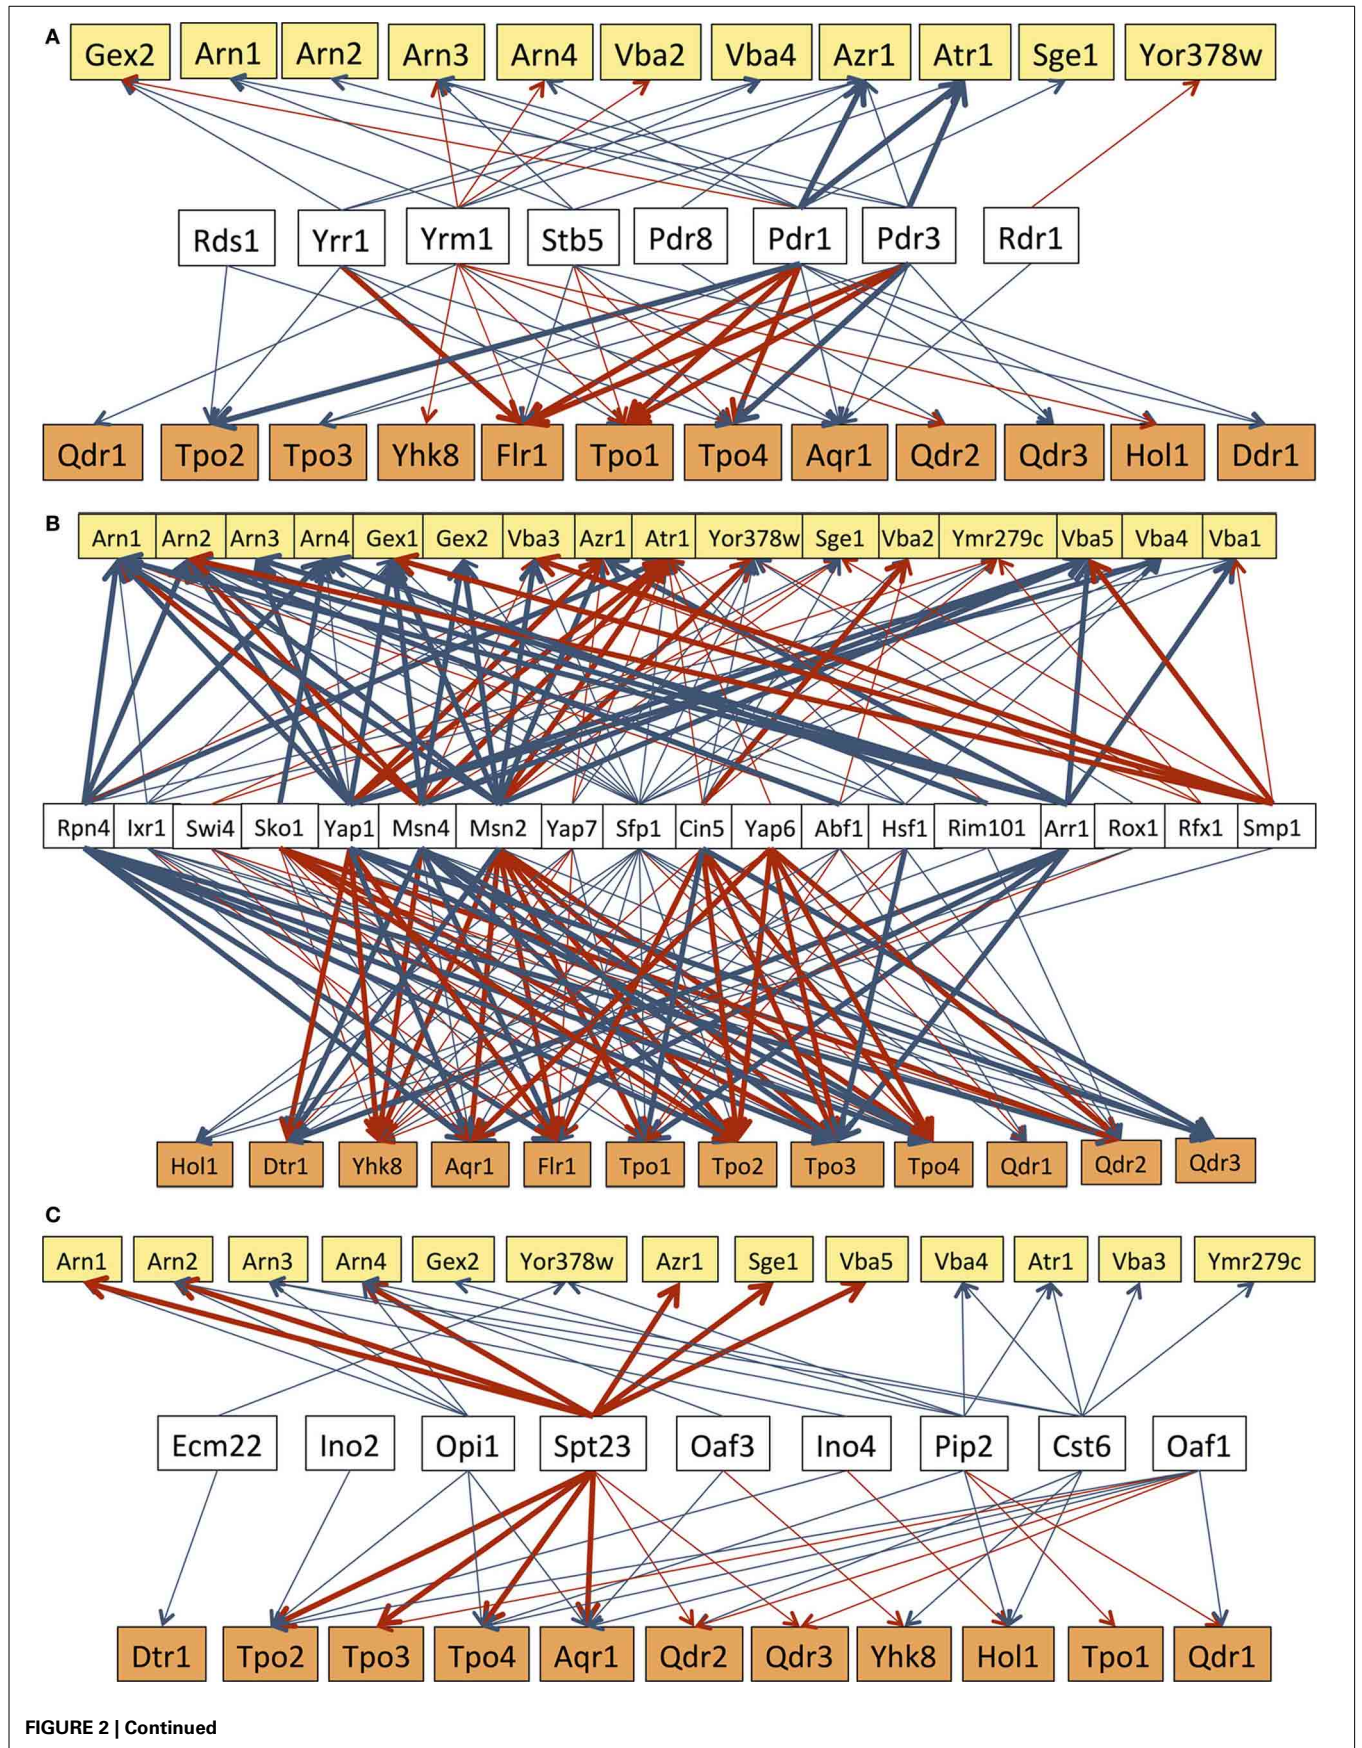 A
Gex2 Arn1 Arn2 Arn3 Arn4 Vba2 Vba4 Azr1 Atr1 Sge1 Yor378w
Rds1 Yrr1 Yrm1 Stb5 Pdr8 Pdr1 Pdr3 Rdr1
Qdr1 Tpo2 Tpo3 Yhk8 Flr1 Tpo1 Tpo4 Aqr1 Qdr2 Qdr3 Hol1 Ddr1
B
Arn1 Arn2 Arn3 Arn4 Gex1 Gex2 Vba3 Azr1 Atr1 Yor378w Sge1 Vba2 Ymr279c Vba5 Vba4 Vba1
Rpn4 Ixr1 Swi4 Sko1 Yap1 Msn4 Msn2 Yap7 Sfp1 Cin5 Yap6 Abf1 Hsf1 Rim101 Arr1 Rox1 Rfx1 Smp1
Hol1 Dtr1 Yhk8 Aqr1 Flr1 Tpo1 Tpo2 Tpo3 Tpo4 Qdr1 Qdr2 Qdr3
C
Arn1 Arn2 Arn3 Arn4 Gex2 Yor378w Azr1 Sge1 Vba5 Vba4 Atr1 Vba3 Ymr279c
Ecm22 Ino2 Opi1 Spt23 Oaf3 Ino4 Pip2 Cst6 Oaf1
Dtr1 Tpo2 Tpo3 Tpo4 Aqr1 Qdr2 Qdr3 Yhk8 Hol1 Tpo1 Qdr1
FIGURE 2 | Continued